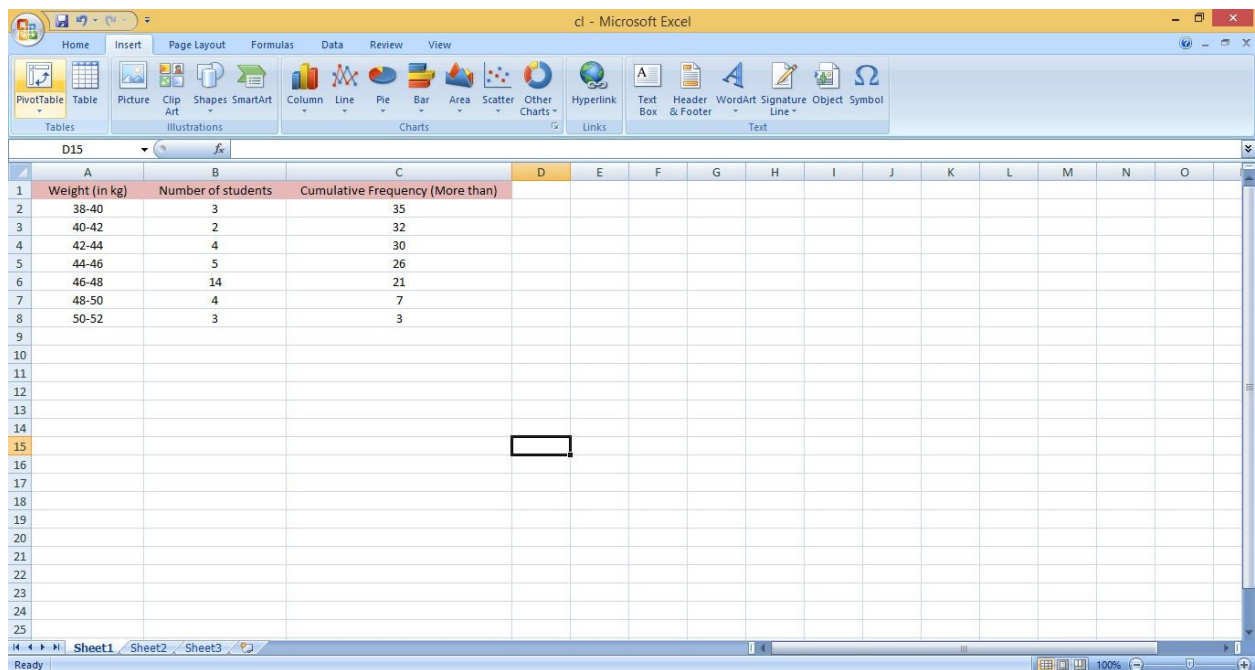 cl - Microsoft Excel
Home Insert Page Layout Formulas Data Review View
PivotTable Table Picture Clip Art Shapes SmartArt Column Line Pie Bar Area Scatter Other Charts Hyperlink Text Box Header & Footer WordArt Signature Line Object Symbol
Tables Illustrations Charts Links Text
D15 fx
A B C D E F G H I J K L M N O
1 Weight (in kg) Number of students Cumulative Frequency (More than)
2 38-40 3 35
3 40-42 2 32
4 42-44 4 30
5 44-46 5 26
6 46-48 14 21
7 48-50 4 7
8 50-52 3 3
9
10
11
12
13
14
15
16
17
18
19
20
21
22
23
24
25
Sheet1 Sheet2 Sheet3
Ready 100%